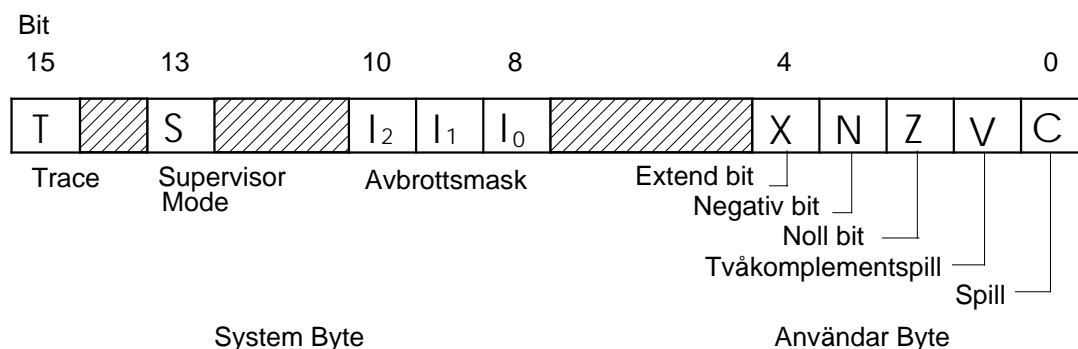 Bit
15 13 10 8 4 0
T S I2 I1 I0 X N Z V C
Trace Supervisor Mode Avbrottsmask Extend bit
Negativ bit
Noll bit
Tvåkomplementspill
Spill
System Byte Användar Byte